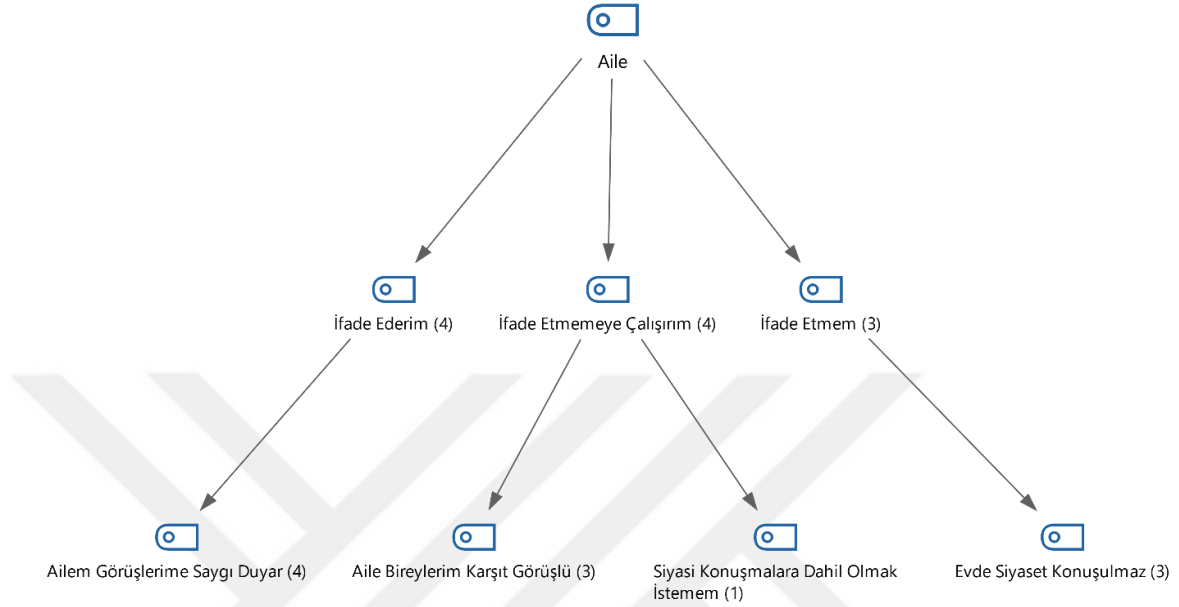 Aile
İfade Ederim (4)
İfade Etmemeye Çalışırım (4)
İfade Etmem (3)
Ailem Görüşlerime Saygı Duyar (4)
Aile Bireylerim Karşıt Görüşlü (3)
Siyasi Konuşmalara Dahil Olmak
İstemem (1)
Evde Siyaset Konuşulmaz (3)